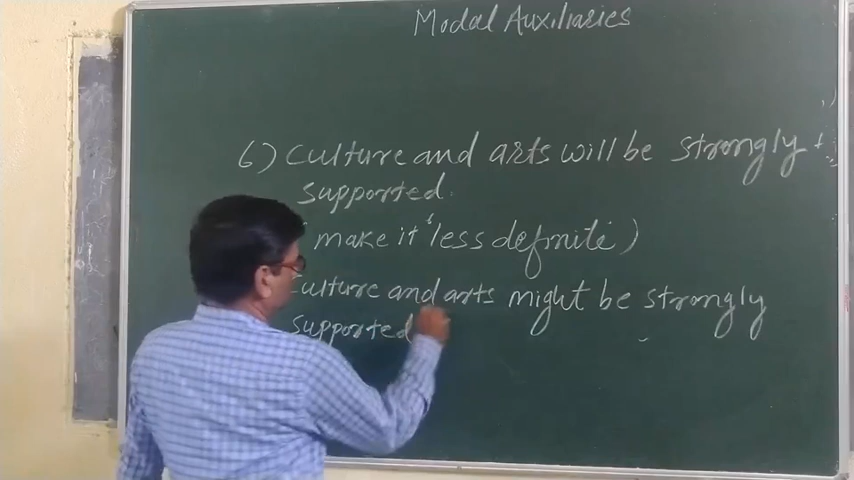 Modal Auxiliaries
6) Culture and arts will be strongly
supported.
make it 'less definite')
Culture and arts might be strongly
supported